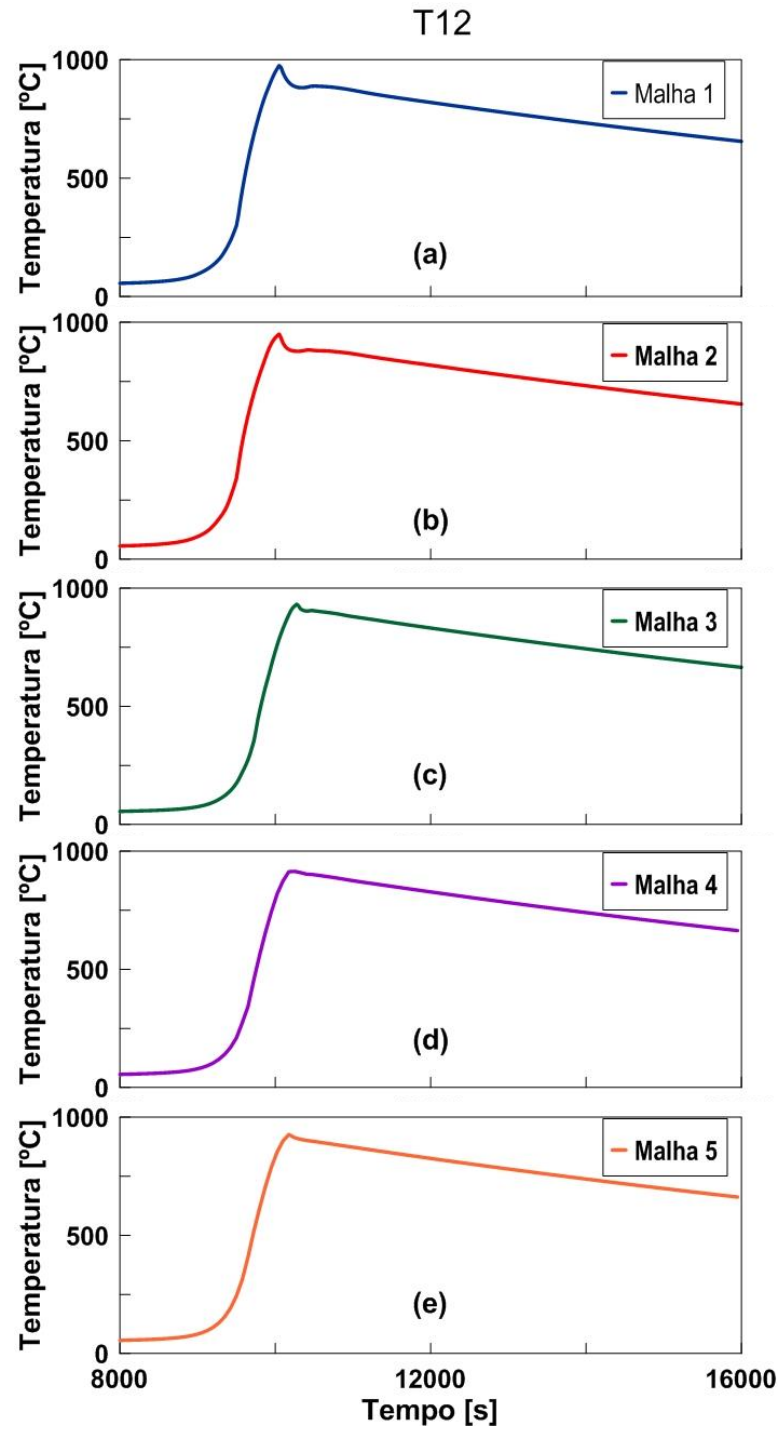 T12
Temperatura [ºC]
1000
500
0
Malha 1
(a)
Temperatura [ºC]
1000
500
0
Malha 2
(b)
Temperatura [ºC]
1000
500
0
Malha 3
(c)
Temperatura [ºC]
1000
500
0
Malha 4
(d)
Temperatura [ºC]
1000
500
0
Malha 5
(e)
8000 12000 16000
Tempo [s]